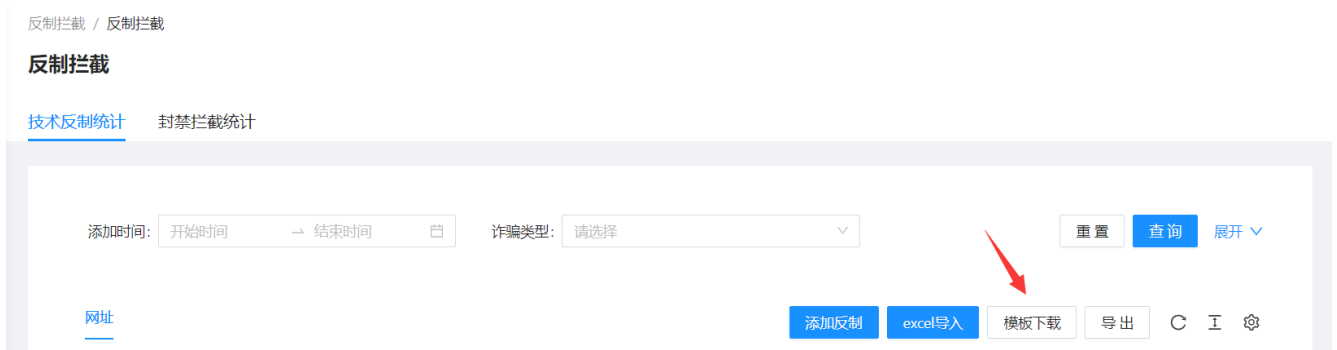 反制拦截 / 反制拦截
反制拦截
技术反制统计 封禁拦截统计
添加时间: 开始时间 → 结束时间 诈骗类型: 请选择 重 置 查 询 展开
网址 添加反制 excel导入 模板下载 导 出